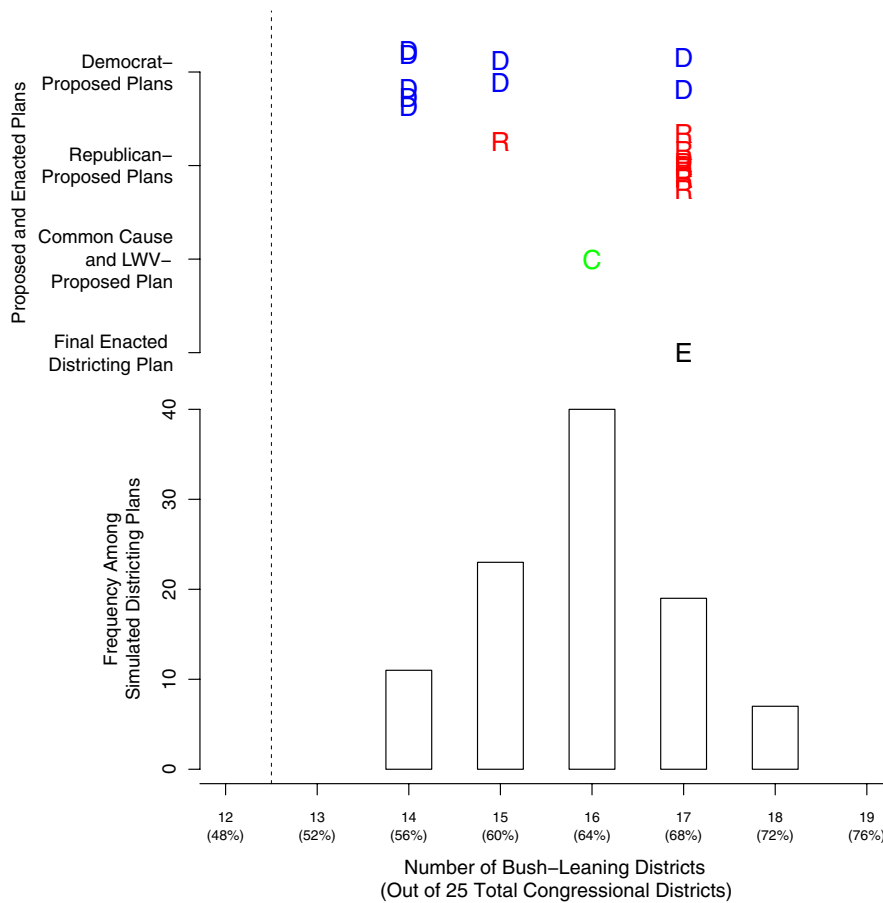 Proposed and Enacted Plans
Democrat–
Proposed Plans
Republican–
Proposed Plans
Common Cause
and LWV–
Proposed Plan
Final Enacted
Districting Plan
D
D
D
D
D
D
D
D
D
R
R
R
R
R
R
R
C
E
Frequency Among
Simulated Districting Plans
40
30
20
10
0
12
(48%)
13
(52%)
14
(56%)
15
(60%)
16
(64%)
17
(68%)
18
(72%)
19
(76%)
Number of Bush–Leaning Districts
(Out of 25 Total Congressional Districts)